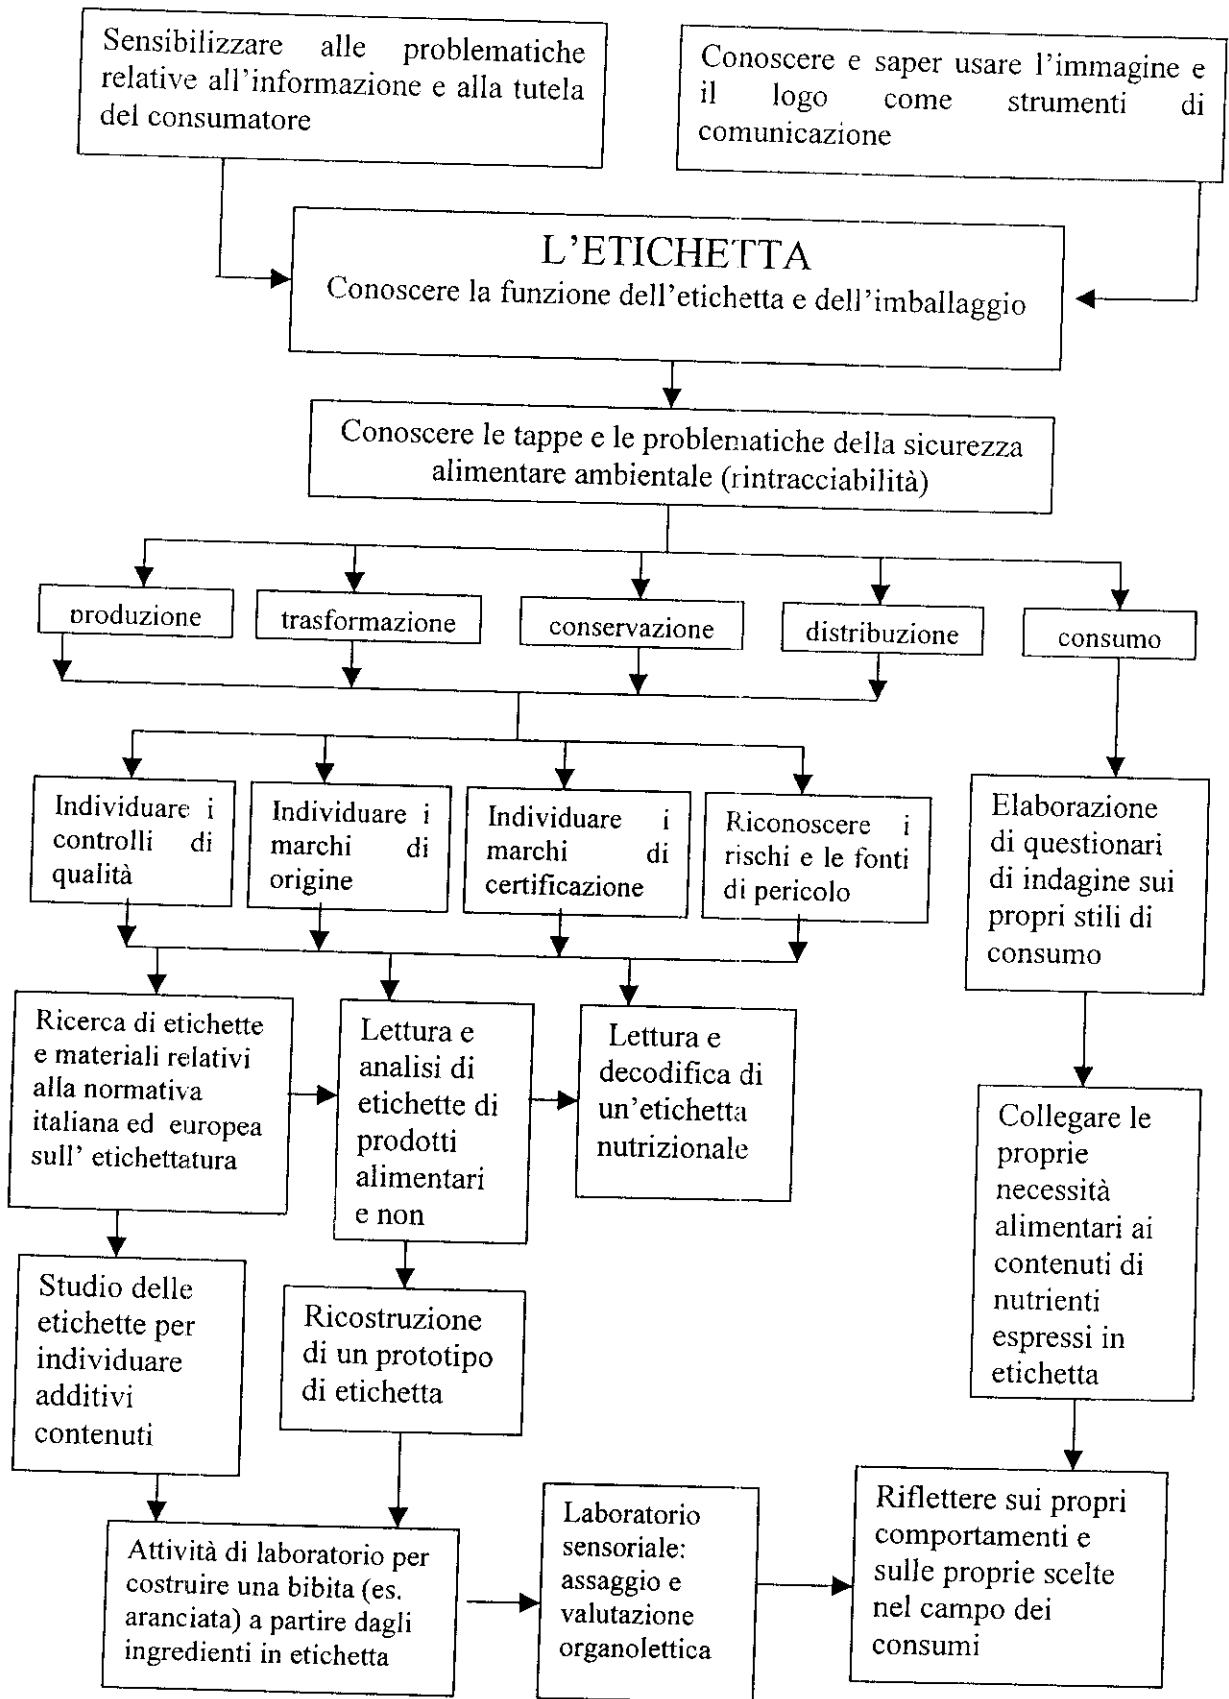 Sensibilizzare alle problematiche
relative all'informazione e alla tutela
del consumatore
Conoscere e saper usare l'immagine e
il logo come strumenti di
comunicazione
L'ETICHETTA
Conoscere la funzione dell'etichetta e dell'imballaggio
Conoscere le tappe e le problematiche della sicurezza
alimentare ambientale (rintracciabilità)
produzione
trasformazione
conservazione
distribuzione
consumo
Individuare i
controlli di
qualità
Individuare i
marchi di
origine
Individuare i
marchi di
certificazione
Riconoscere i
rischi e le fonti
di pericolo
Elaborazione
di questionari
di indagine sui
propri stili di
consumo
Ricerca di etichette
e materiali relativi
alla normativa
italiana ed europea
sull' etichettatura
Lettura e
analisi di
etichette di
prodotti
alimentari
e non
Lettura e
decodifica di
un'etichetta
nutrizionale
Collegare le
proprie
necessità
alimentari ai
contenuti di
nutrienti
espressi in
etichetta
Studio delle
etichette per
individuare
additivi
contenuti
Ricostruzione
di un prototipo
di etichetta
Attività di laboratorio per
costruire una bibita (es.
aranciata) a partire dagli
ingredienti in etichetta
Laboratorio
sensoriale:
assaggio e
valutazione
organolettica
Riflettere sui propri
comportamenti e
sulle proprie scelte
nel campo dei
consumi